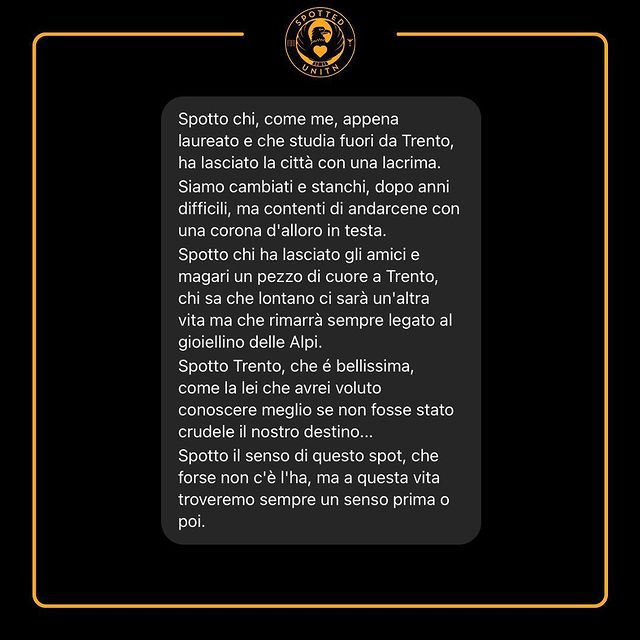 SPOTTED
UNITN
Spotto chi, come me, appena
laureato e che studia fuori da Trento,
ha lasciato la città con una lacrima.
Siamo cambiati e stanchi, dopo anni
difficili, ma contenti di andarcene con
una corona d'alloro in testa.
Spotto chi ha lasciato gli amici e
magari un pezzo di cuore a Trento,
chi sa che lontano ci sarà un'altra
vita ma che rimarrà sempre legato al
gioiellino delle Alpi.
Spotto Trento, che é bellissima,
come la lei che avrei voluto
conoscere meglio se non fosse stato
crudele il nostro destino...
Spotto il senso di questo spot, che
forse non c'è l'ha, ma a questa vita
troveremo sempre un senso prima o
poi.